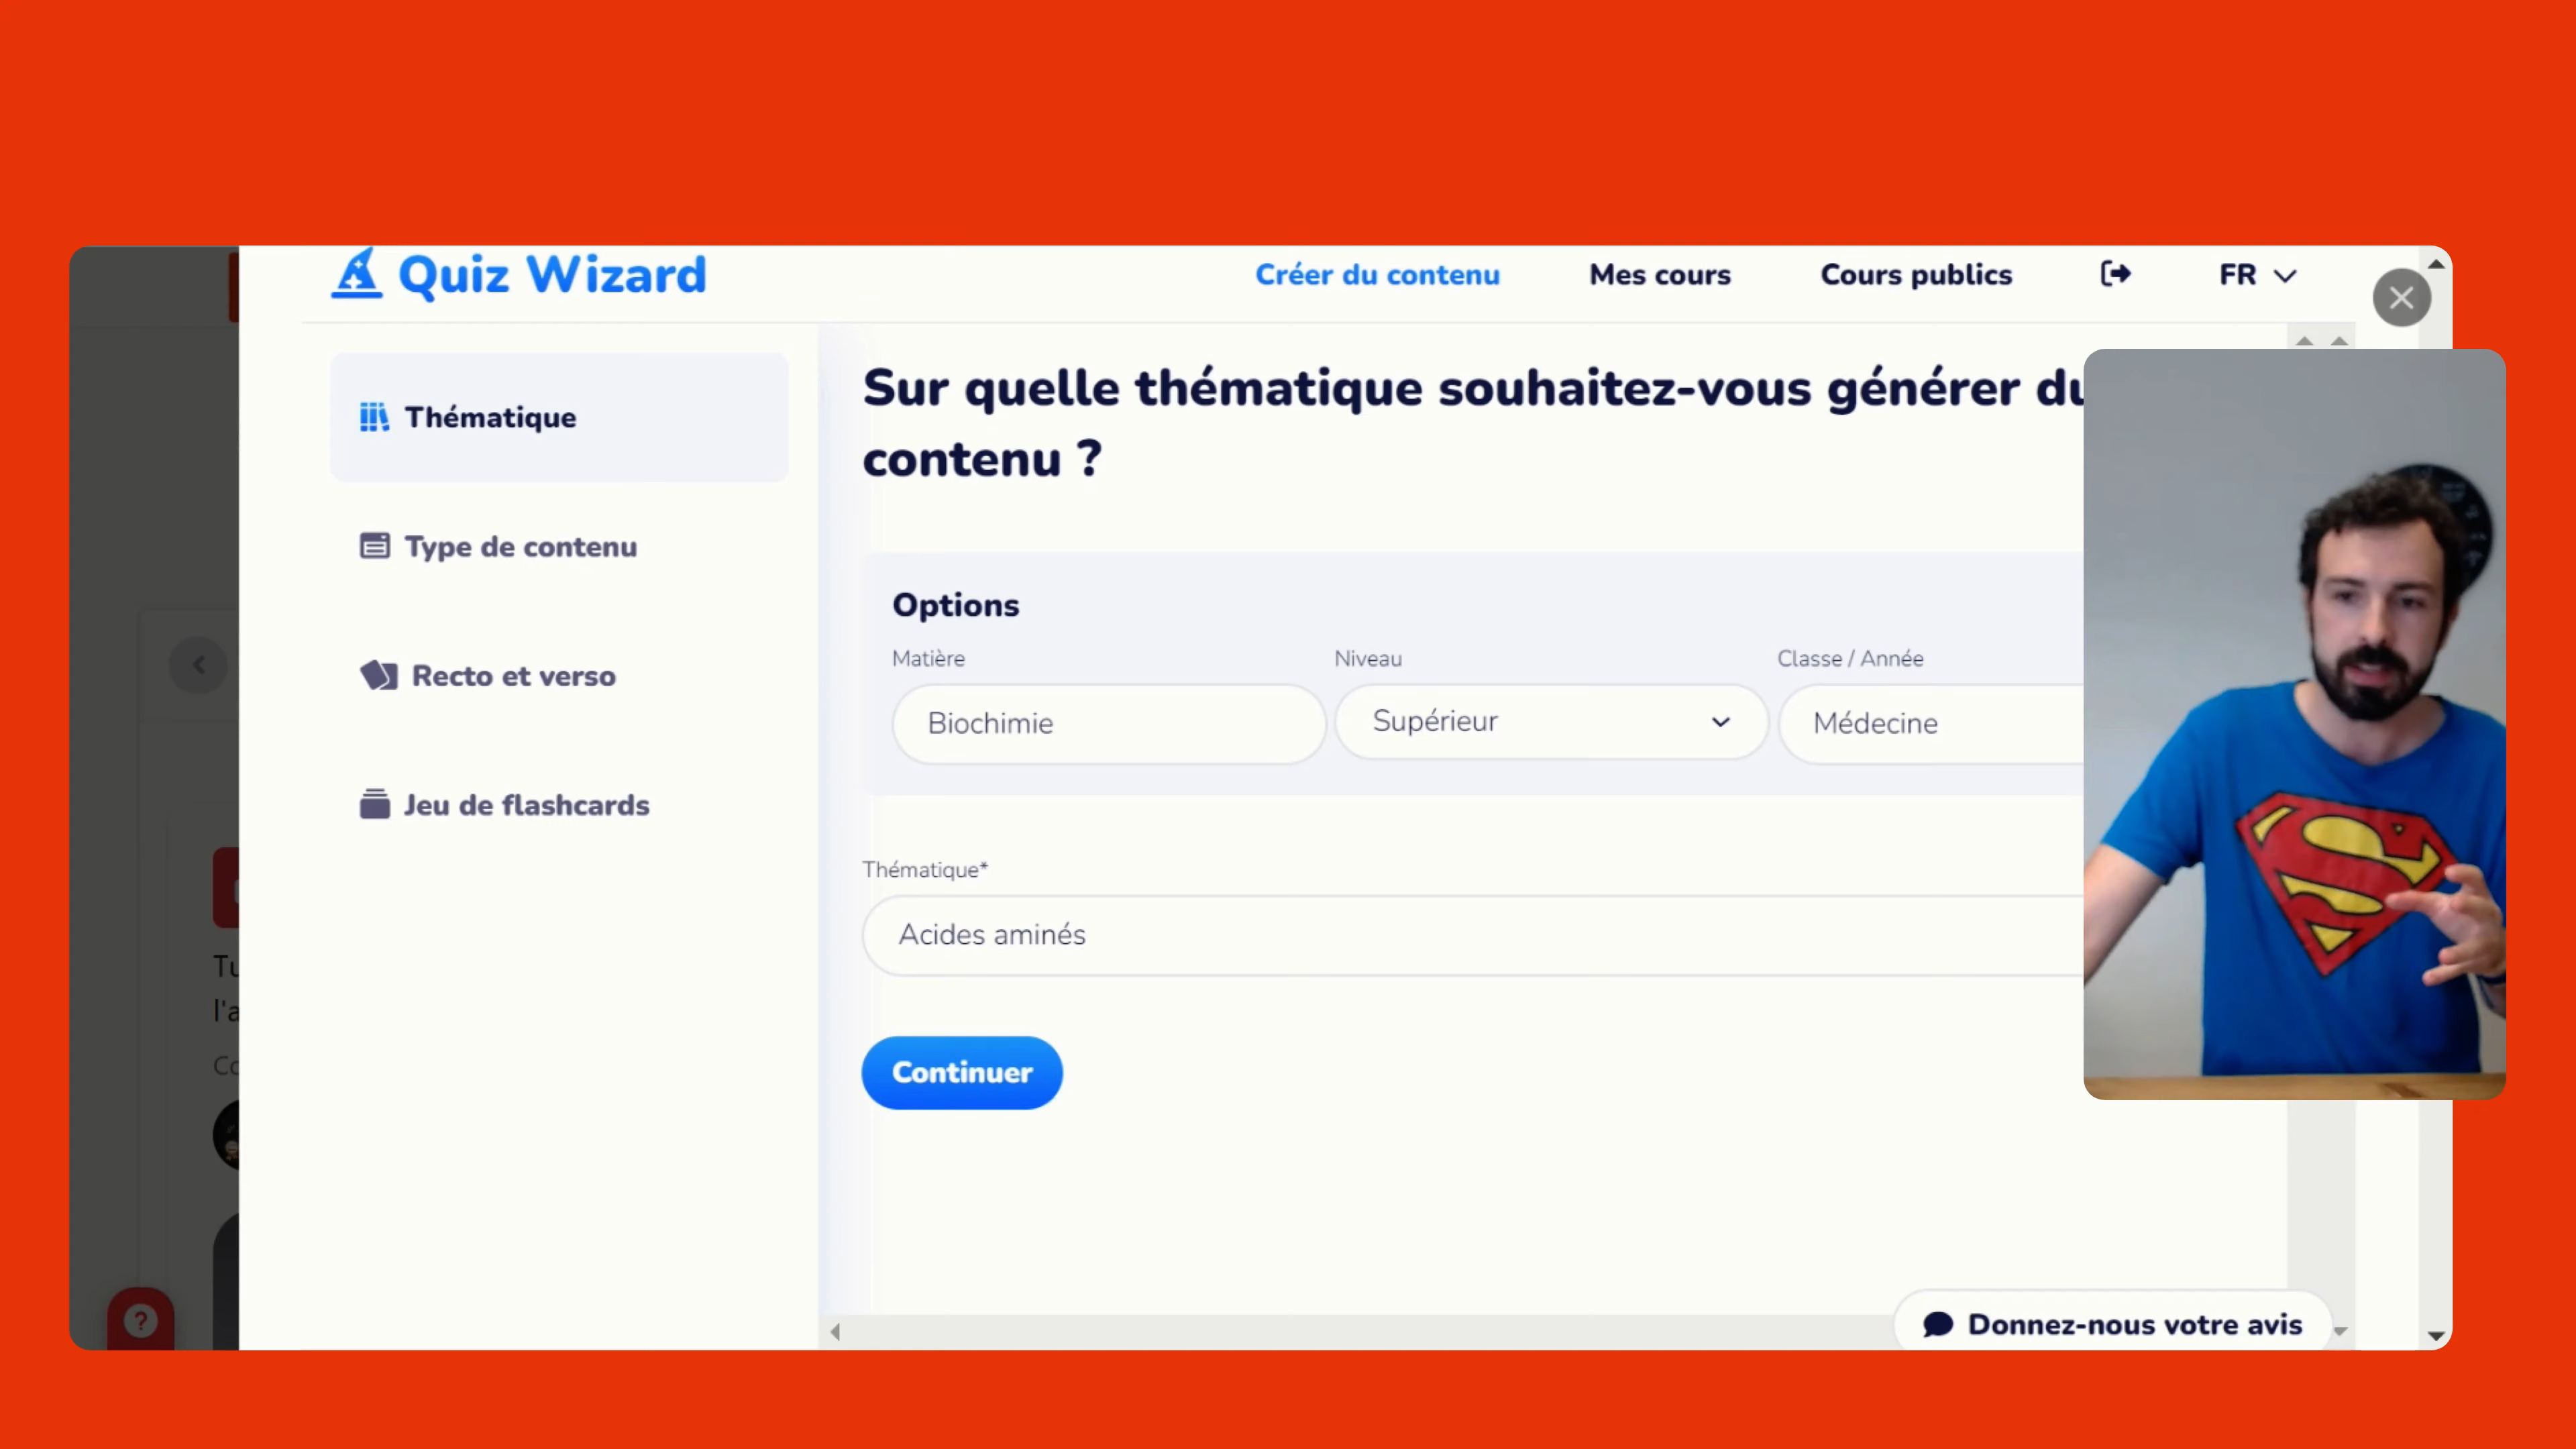 Quiz Wizard
Créer du contenu
Mes cours
Cours publics
FR
Thématique
Type de contenu
Recto et verso
Jeu de flashcards
Sur quelle thématique souhaitez-vous générer du
contenu ?
Options
Matière
Niveau
Classe / Année
Biochimie
Supérieur
Médecine
Thématique*
Acides aminés
Continuer
Tu
l'a
Co
?
Donnez-nous votre avis